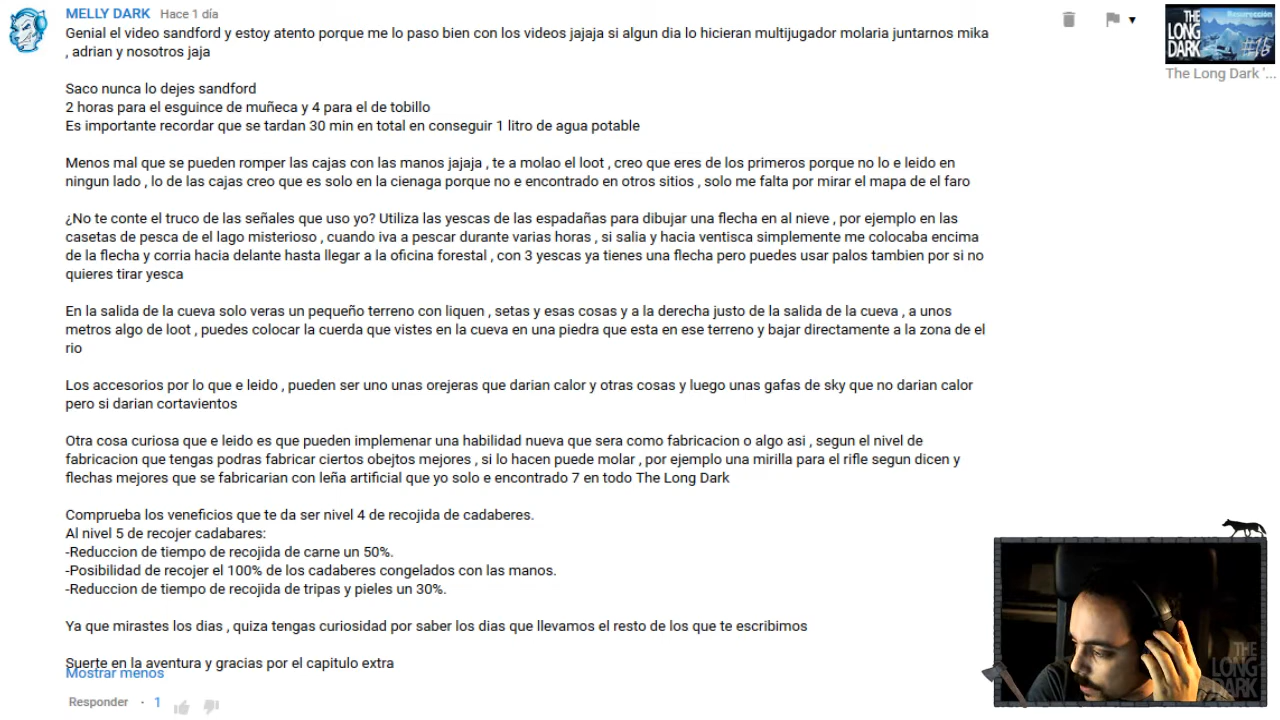 MELLY DARK Hace 1 día
Genial el video sandford y estoy atento porque me lo paso bien con los videos jajaja si algun dia lo hicieran multijugador molaria juntarnos mika
, adrian y nosotros jaja
Saco nunca lo dejes sandford
2 horas para el esguince de muñeca y 4 para el de tobillo
Es importante recordar que se tardan 30 min en total en conseguir 1 litro de agua potable
Menos mal que se pueden romper las cajas con las manos jajaja , te a molao el loot , creo que eres de los primeros porque no lo e leido en
ningun lado , lo de las cajas creo que es solo en la cienaga porque no e encontrado en otros sitios , solo me falta por mirar el mapa de el faro
¿No te conte el truco de las señales que uso yo? Utiliza las yescas de las espadañas para dibujar una flecha en al nieve , por ejemplo en las
casetas de pesca de el lago misterioso , cuando iva a pescar durante varias horas , si salia y hacia ventisca simplemente me colocaba encima
de la flecha y corria hacia delante hasta llegar a la oficina forestal , con 3 yescas ya tienes una flecha pero puedes usar palos tambien por si no
quieres tirar yesca
En la salida de la cueva solo veras un pequeño terreno con liquen , setas y esas cosas y a la derecha justo de la salida de la cueva , a unos
metros algo de loot , puedes colocar la cuerda que vistes en la cueva en una piedra que esta en ese terreno y bajar directamente a la zona de el
rio
Los accesorios por lo que e leido , pueden ser uno unas orejeras que darian calor y otras cosas y luego unas gafas de sky que no darian calor
pero si darian cortavientos
Otra cosa curiosa que e leido es que pueden implemenar una habilidad nueva que sera como fabricacion o algo asi , segun el nivel de
fabricacion que tengas podras fabricar ciertos obejtos mejores , si lo hacen puede molar , por ejemplo una mirilla para el rifle segun dicen y
flechas mejores que se fabricarian con leña artificial que yo solo e encontrado 7 en todo The Long Dark
Comprueba los veneficios que te da ser nivel 4 de recojida de cadaberes.
Al nivel 5 de recojer cadabares:
-Reduccion de tiempo de recojida de carne un 50%.
-Posibilidad de recojer el 100% de los cadaberes congelados con las manos.
-Reduccion de tiempo de recojida de tripas y pieles un 30%.
Ya que mirastes los dias , quiza tengas curiosidad por saber los dias que llevamos el resto de los que te escribimos
Suerte en la aventura y gracias por el capitulo extra
Mostrar menos
Responder · 1
Resurrección
THE
LONG
DARK
#16
The Long Dark '...
THE
LONG
DARK